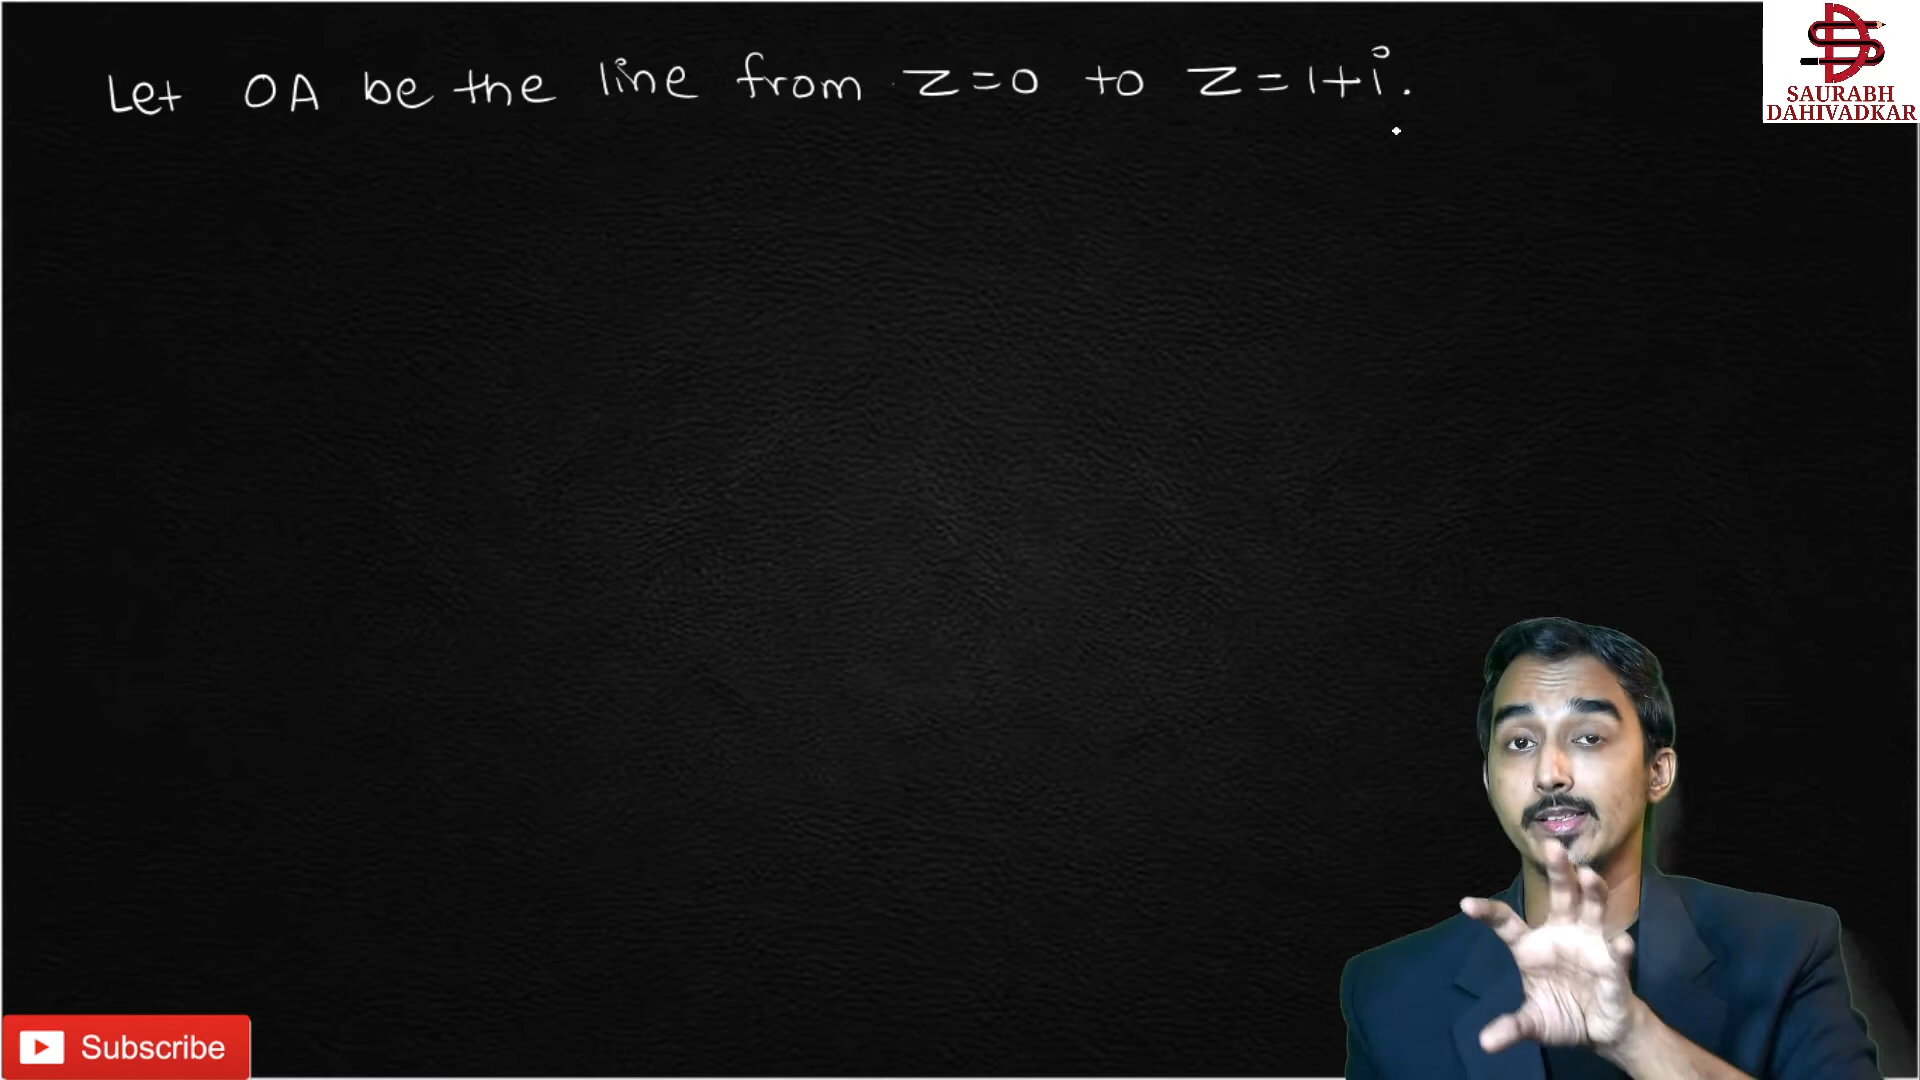 Let OA be the line from z=0 to z=1+i.
SAURABH
DAHIVADKAR
Subscribe